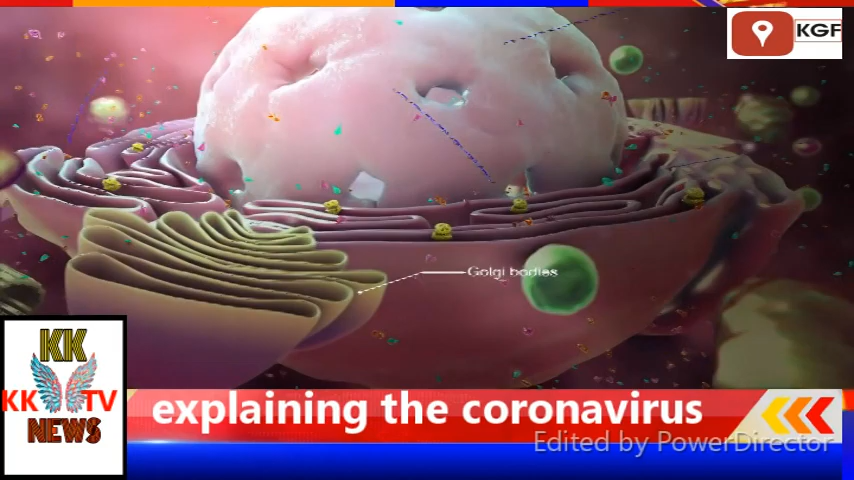 KGF
Golgi bodies
KK
KK TV
NEWS
explaining the coronavirus
Edited by PowerDirector